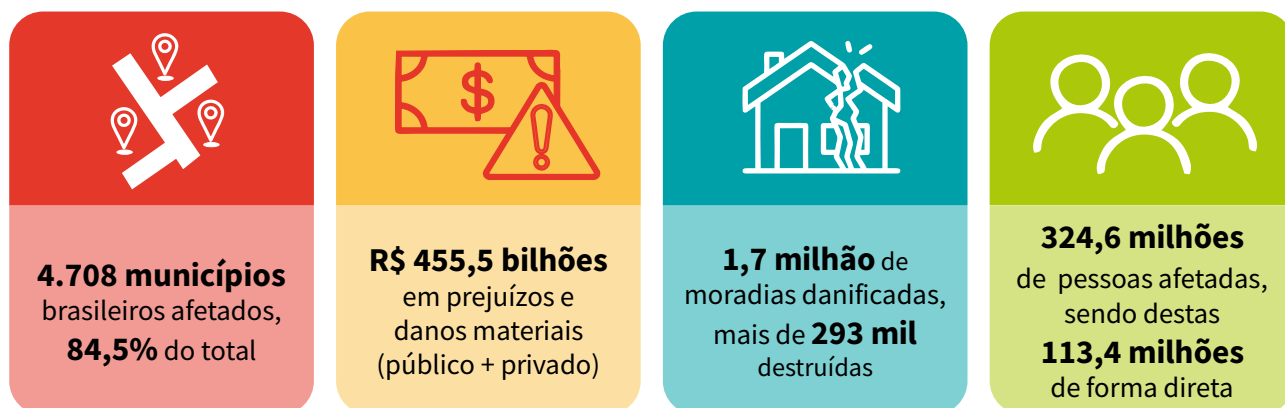 4.708 municípios
brasileiros afetados,
84,5% do total
R$ 455,5 bilhões
em prejuízos e
danos materiais
(público + privado)
1,7 milhão de
moradias danificadas,
mais de 293 mil
destruídas
324,6 milhões
de pessoas afetadas,
sendo destas
113,4 milhões
de forma direta